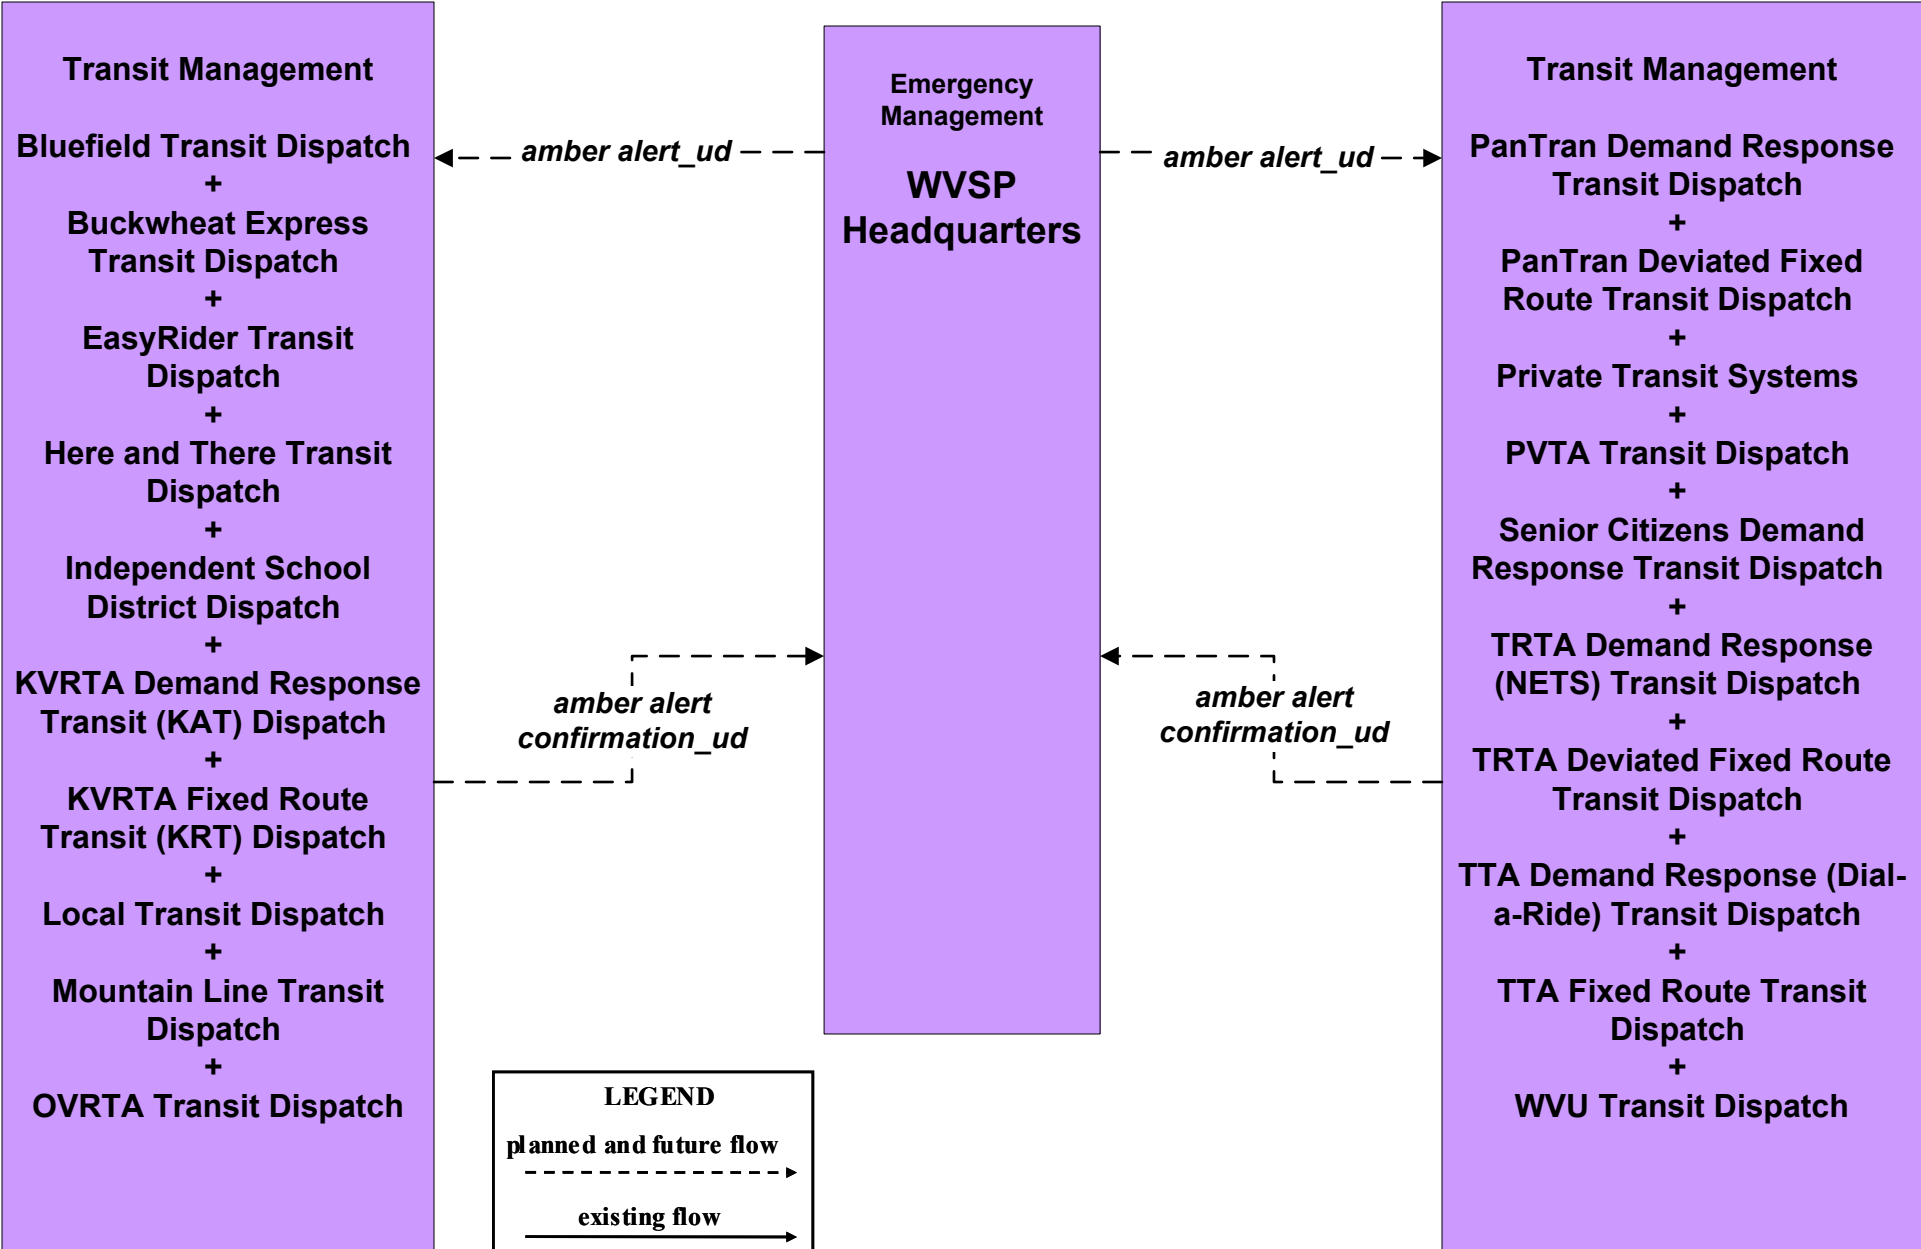 Transit Management
Bluefield Transit Dispatch
+
Buckwheat Express
Transit Dispatch
+
EasyRider Transit
Dispatch
+
Here and There Transit
Dispatch
+
Independent School
District Dispatch
+
KVRTA Demand Response
Transit (KAT) Dispatch
+
KVRTA Fixed Route
Transit (KRT) Dispatch
+
Local Transit Dispatch
+
Mountain Line Transit
Dispatch
+
OVRTA Transit Dispatch
amber alert_ud
amber alert
confirmation_ud
Emergency
Management
WVSP
Headquarters
amber alert_ud
amber alert
confirmation_ud
Transit Management
PanTran Demand Response
Transit Dispatch
+
PanTran Deviated Fixed
Route Transit Dispatch
+
Private Transit Systems
+
PVTA Transit Dispatch
+
Senior Citizens Demand
Response Transit Dispatch
+
TRTA Demand Response
(NETS) Transit Dispatch
+
TRTA Deviated Fixed Route
Transit Dispatch
+
TTA Demand Response (Dial-
a-Ride) Transit Dispatch
+
TTA Fixed Route Transit
Dispatch
+
WVU Transit Dispatch
LEGEND
planned and future flow
existing flow